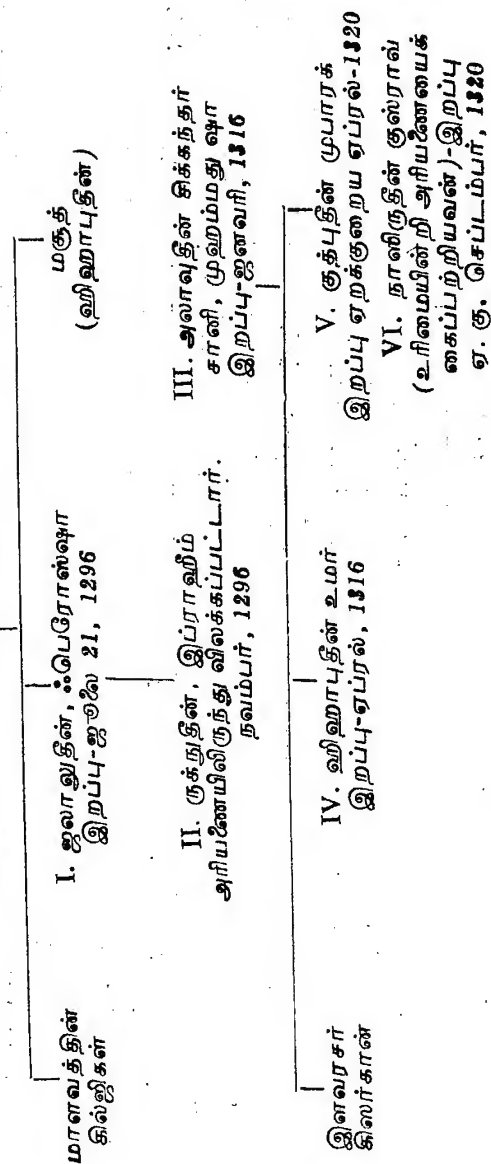 மாளவத்தின்
கில்ஜிகள்
I. ஜலாலுதீன், ஃபெரோஸ்ஷா
இறப்பு-ஜூலை 21, 1296
மசூத்
(ஹிஹாபுதீன்)
II. ருக்நுதீன், இப்ராஹீம்
அரியணையிலிருந்து விலக்கப்பட்டார்.
நவம்பர், 1296
III. அலாவுதீன் சிக்கந்தர்
சானி, முஹம்மது ஷா
இறப்பு-ஜனவரி, 1316
இளவரசர்
கிஸர்கான்
IV. ஹிஹாபுதீன் உமர்
இறப்பு-ஏப்ரல், 1316
V. குத்புதீன் முபாரக்
இறப்பு ஏறக்குறைய ஏப்ரல்-1320
VI. நாஸிருதீன் குஸ்ராவ்
(உரிமையின்றி அரியணையைக்
கைப்பற்றியவன்)-இறப்பு
ஏ. கு. செப்டம்பர், 1320